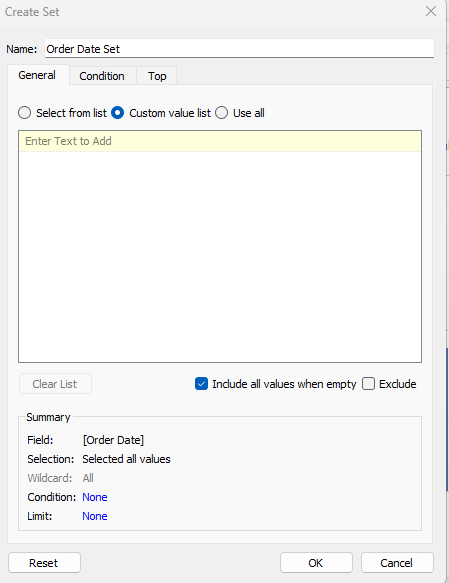 Create Set
Name: Order Date Set
General Condition Top
Select from list Custom value list Use all
Enter Text to Add
Clear List Include all values when empty Exclude
Summary
Field: [Order Date]
Selection: Selected all values
Wildcard: All
Condition: None
Limit: None
Reset OK Cancel